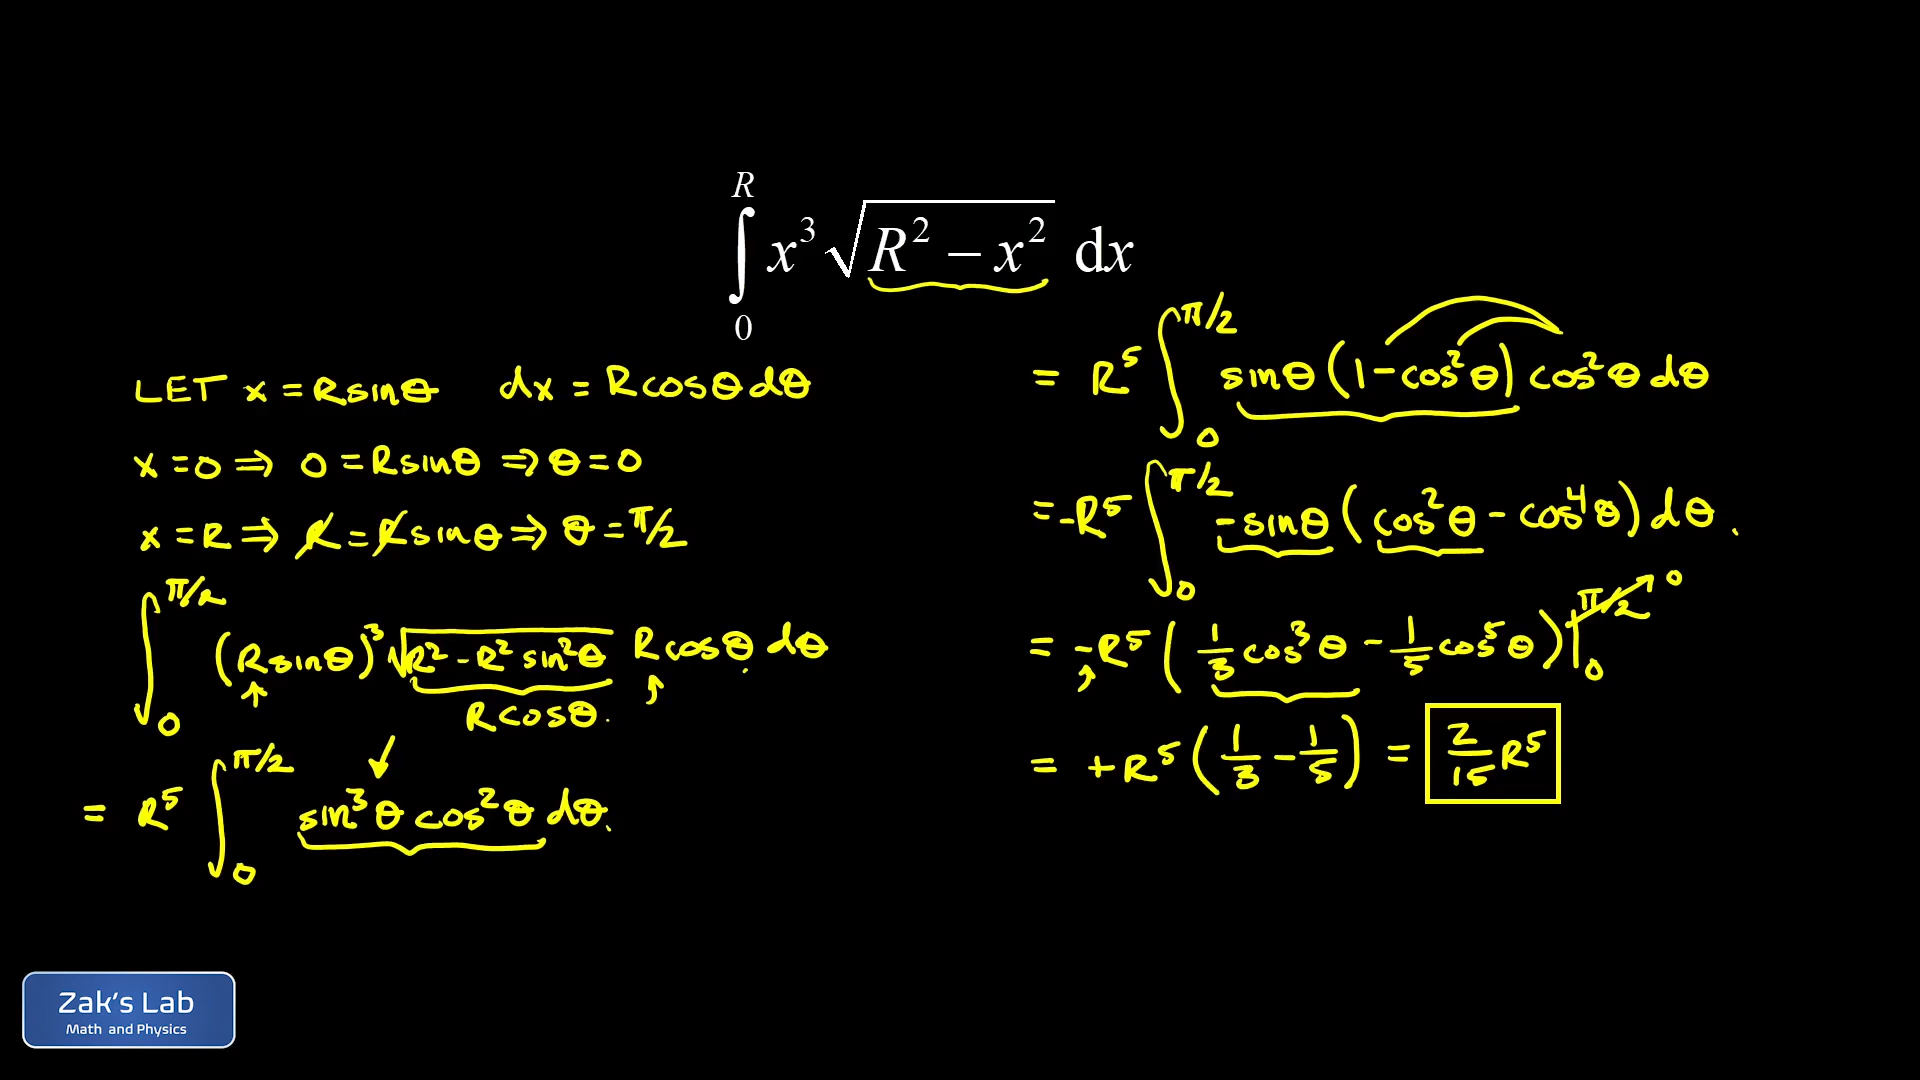 ∫₀ᴿ x³ √(R² − x²) dx
LET x = R sinθ dx = R cosθ dθ
x = 0 ⇒ 0 = R sinθ ⇒ θ = 0
x = R ⇒ R = R sinθ ⇒ θ = π/2
∫₀^(π/2) (R sinθ)³ √(R² − R² sin²θ) R cosθ dθ
R cosθ.
= R⁵ ∫₀^(π/2) sin³θ cos²θ dθ.
= R⁵ ∫₀^(π/2) sinθ (1 − cos²θ) cos²θ dθ
= −R⁵ ∫₀^(π/2) −sinθ (cos²θ − cos⁴θ) dθ.
= −R⁵ (1/3 cos³θ − 1/5 cos⁵θ) |₀^(π/2) 0
= +R⁵ (1/3 − 1/5) = 2/15 R⁵
Zak's Lab
Math and Physics